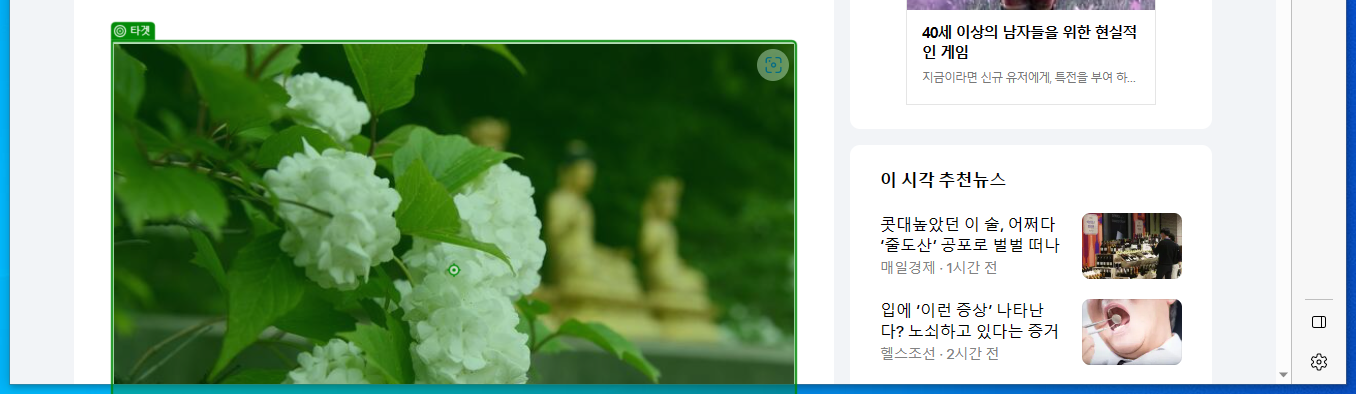 타겟
40세 이상의 남자들을 위한 현실적
인 게임
지금이라면 신규 유저에게, 특전을 부여 하...
이 시각 추천뉴스
콧대높았던 이 술, 어쩌다
‘줄도산’ 공포로 벌벌 떠나
매일경제 · 1시간 전
입에 ‘이런 증상’ 나타난
다? 노쇠하고 있다는 증거
헬스조선 · 2시간 전